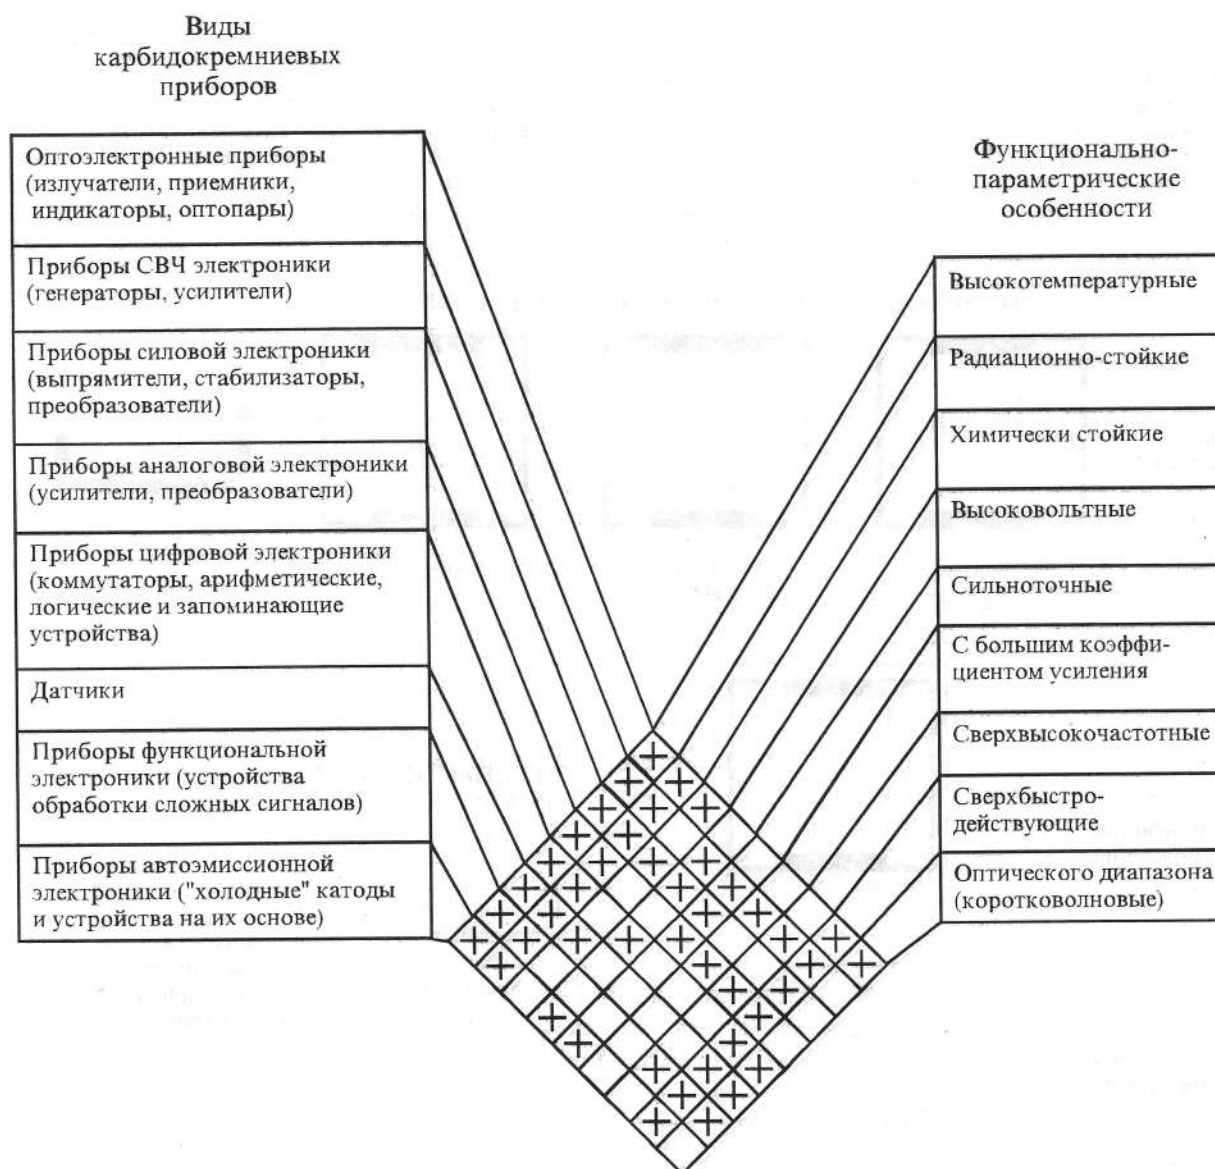 Виды
карбидокремниевых
приборов
Оптоэлектронные приборы
(излучатели, приемники,
индикаторы, оптопары)
Приборы СВЧ электроники
(генераторы, усилители)
Приборы силовой электроники
(выпрямители, стабилизаторы,
преобразователи)
Приборы аналоговой электроники
(усилители, преобразователи)
Приборы цифровой электроники
(коммутаторы, арифметические,
логические и запоминающие
устройства)
Датчики
Приборы функциональной
электроники (устройства
обработки сложных сигналов)
Приборы автоэмиссионной
электроники ("холодные" катоды
и устройства на их основе)
Функционально-
параметрические
особенности
Высокотемпературные
Радиационно-стойкие
Химически стойкие
Высоковольтные
Сильноточные
С большим коэффи-
циентом усиления
Сверхвысокочастотные
Сверхбыстро-
действующие
Оптического диапазона
(коротковолновые)